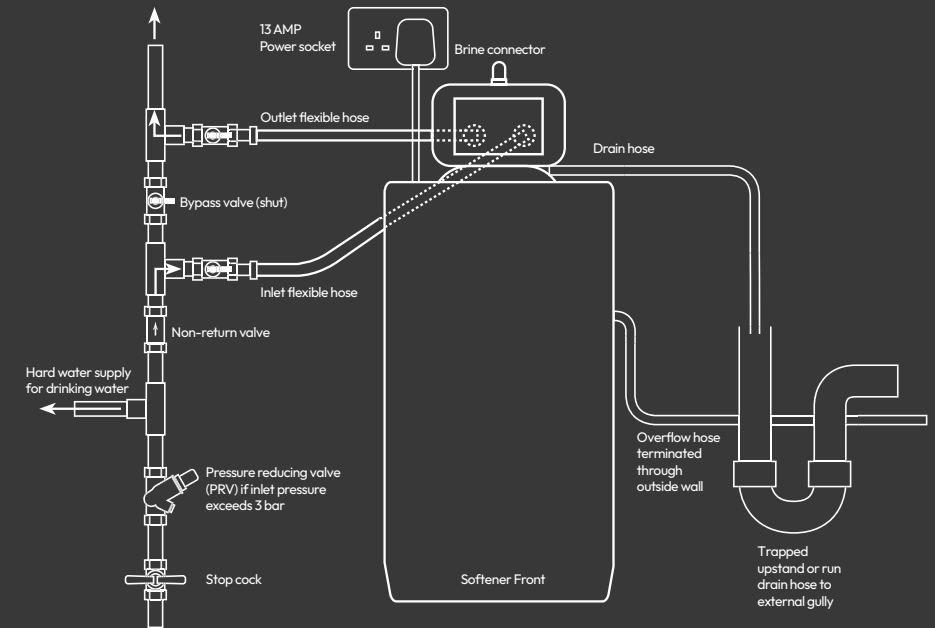 13 AMP
Power socket
Brine connector
Outlet flexible hose
Drain hose
Bypass valve (shut)
Inlet flexible hose
Non-return valve
Hard water supply
for drinking water
Overflow hose
terminated
through
outside wall
Pressure reducing valve
(PRV) if inlet pressure
exceeds 3 bar
Stop cock
Softener Front
Trapped
upstand or run
drain hose to
external gully